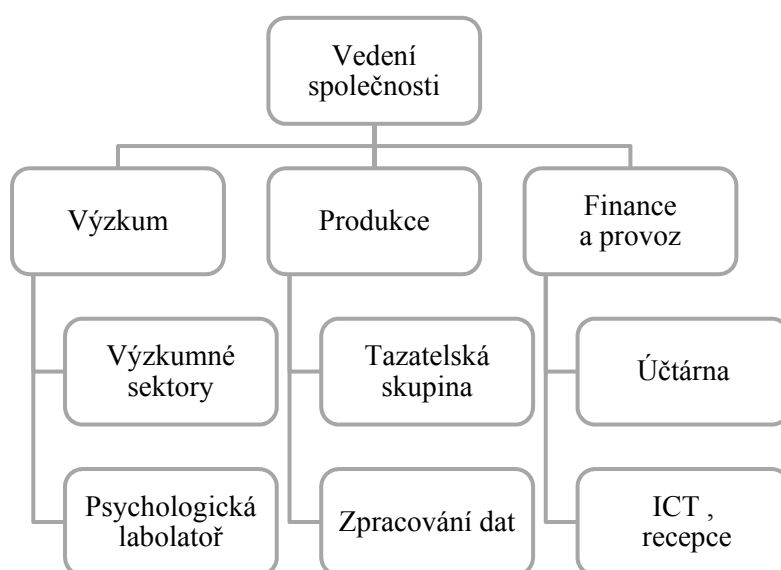 Vedení
společnosti
Výzkum
Produkce
Finance
a provoz
Výzkumné
sektory
Tazatelská
skupina
Účtárna
Psychologická
labolatoř
Zpracování dat
ICT ,
recepce